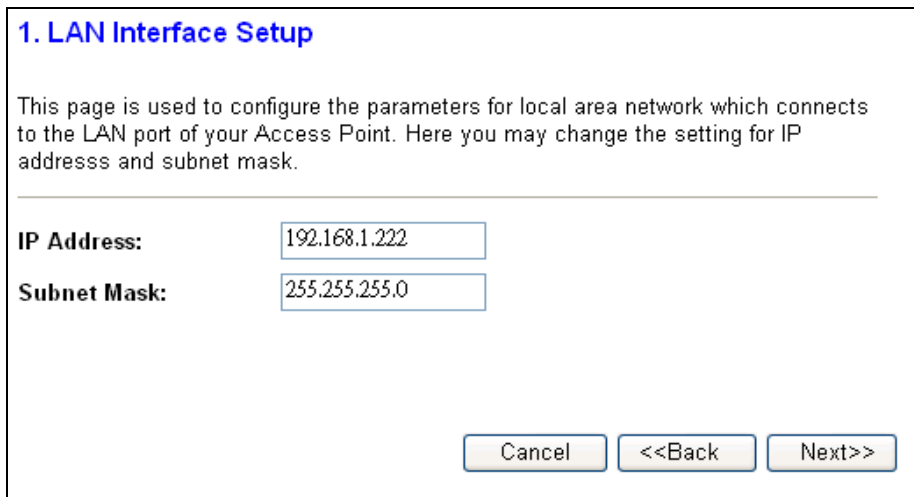 1. LAN Interface Setup
This page is used to configure the parameters for local area network which connects
to the LAN port of your Access Point. Here you may change the setting for IP
addresss and subnet mask.
IP Address: 192.168.1.222
Subnet Mask: 255.255.255.0
Cancel <<Back Next>>